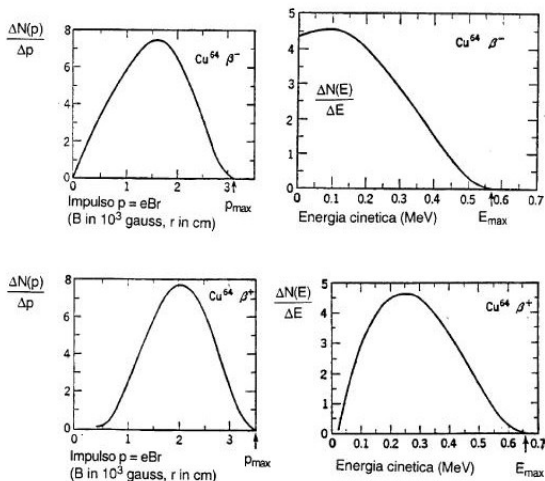 ΔN(p)
Δp
8
6
4
2
0
Cu⁶⁴ β⁻
0 1 2 3
Impulso p = eBr
(B in 10³ gauss, r in cm)
pmax
5
4
3
2
1
0
Cu⁶⁴ β⁻
ΔN(E)
ΔE
0 0.1 0.2 0.3 0.4 0.5 0.6 0.7
Energia cinetica (MeV)
Emax
ΔN(p)
Δp
8
6
4
2
0
Cu⁶⁴ β⁺
0 1 2 3
Impulso p = eBr
(B in 10³ gauss, r in cm)
pmax
ΔN(E)
ΔE
5
4
3
2
1
0
Cu⁶⁴ β⁺
0 0.1 0.2 0.3 0.4 0.5 0.6 0.7
Energia cinetica (MeV)
Emax